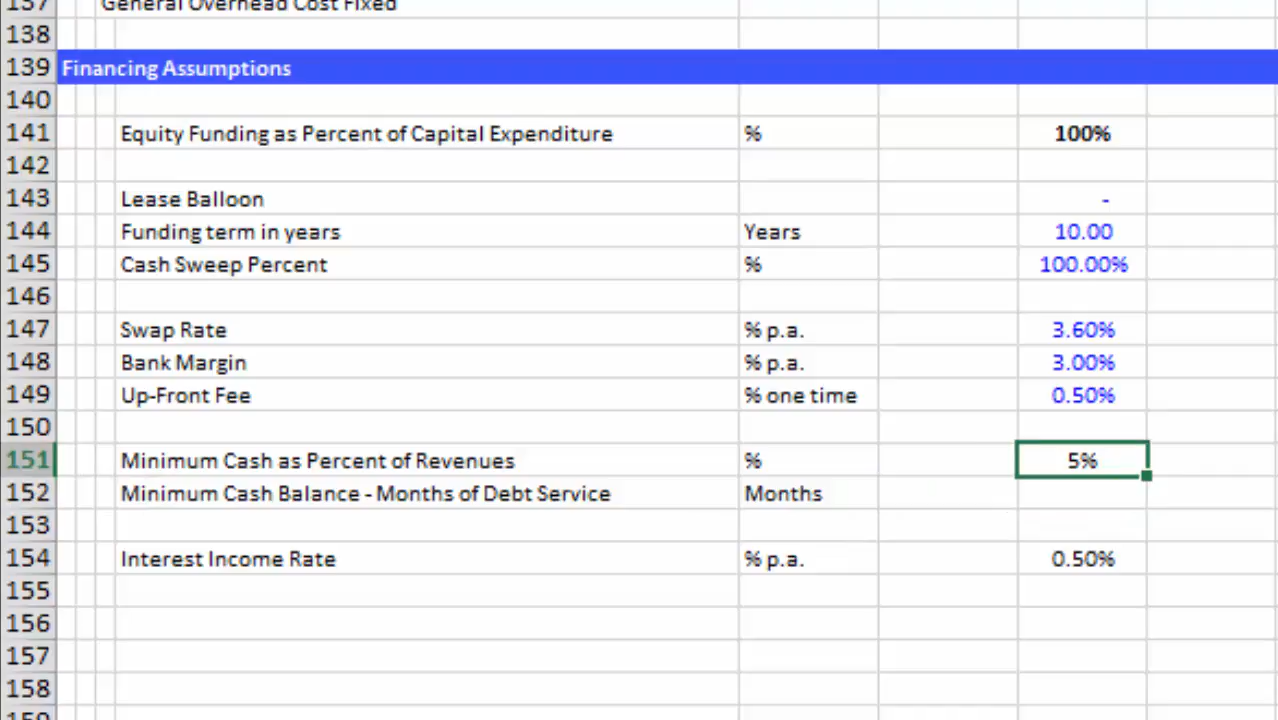 137 General Overhead Cost Fixed
138
139 Financing Assumptions
140
141 Equity Funding as Percent of Capital Expenditure % 100%
142
143 Lease Balloon -
144 Funding term in years Years 10.00
145 Cash Sweep Percent % 100.00%
146
147 Swap Rate % p.a. 3.60%
148 Bank Margin % p.a. 3.00%
149 Up-Front Fee % one time 0.50%
150
151 Minimum Cash as Percent of Revenues % 5%
152 Minimum Cash Balance - Months of Debt Service Months
153
154 Interest Income Rate % p.a. 0.50%
155
156
157
158
159